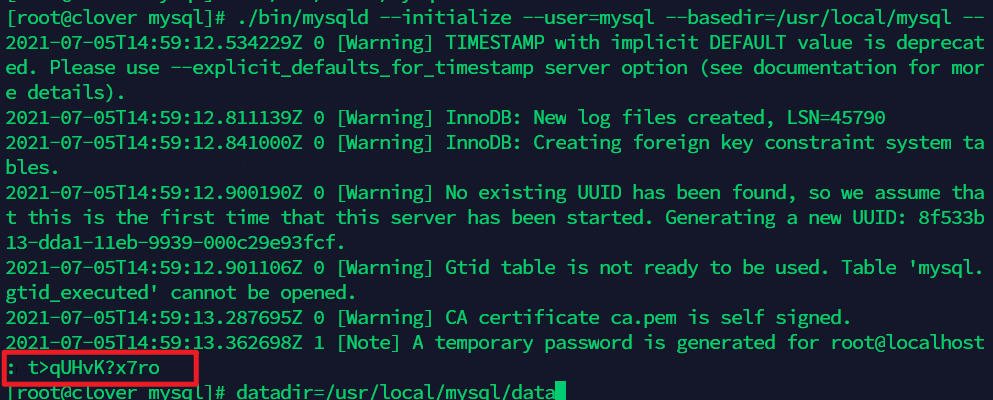 [root@clover mysql]# ./bin/mysqld --initialize --user=mysql --basedir=/usr/local/mysql --
2021-07-05T14:59:12.534229Z 0 [Warning] TIMESTAMP with implicit DEFAULT value is deprecat
ed. Please use --explicit_defaults_for_timestamp server option (see documentation for mor
e details).
2021-07-05T14:59:12.811139Z 0 [Warning] InnoDB: New log files created, LSN=45790
2021-07-05T14:59:12.841000Z 0 [Warning] InnoDB: Creating foreign key constraint system ta
bles.
2021-07-05T14:59:12.900190Z 0 [Warning] No existing UUID has been found, so we assume tha
t this is the first time that this server has been started. Generating a new UUID: 8f533b
13-dda1-11eb-9939-000c29e93fcf.
2021-07-05T14:59:12.901106Z 0 [Warning] Gtid table is not ready to be used. Table 'mysql.
gtid_executed' cannot be opened.
2021-07-05T14:59:13.287695Z 0 [Warning] CA certificate ca.pem is self signed.
2021-07-05T14:59:13.362698Z 1 [Note] A temporary password is generated for root@localhost
: t>qUHvK?x7ro
[root@clover mysql]# datadir=/usr/local/mysql/data